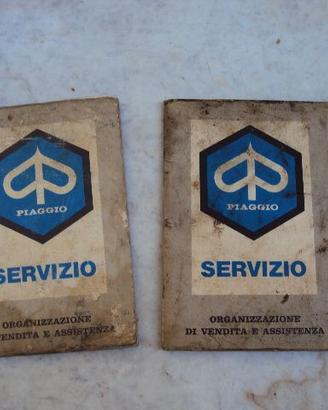 PIAGGIO
SERVIZIO
ORGANIZZAZIONE
VENDITA E ASSISTENZA
PIAGGIO
SERVIZIO
ORGANIZZAZIONE
DI VENDITA E ASSISTENZA